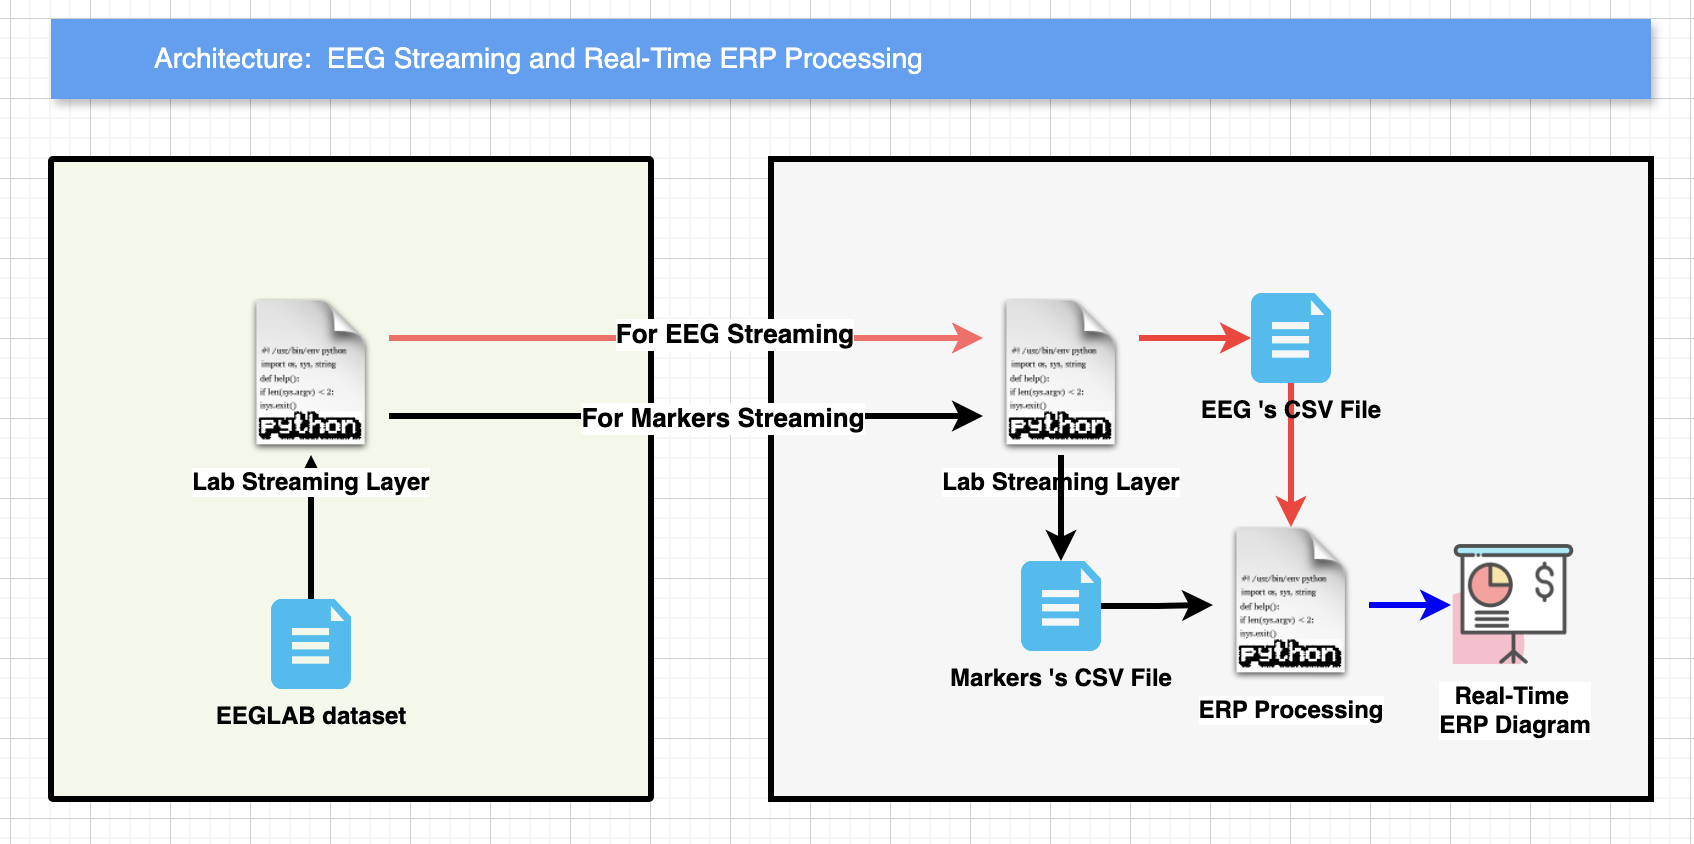 Architecture:  EEG Streaming and Real-Time ERP Processing
#! /usr/bin/env python
import os, sys, string
def help():
if len(sys.argv) < 2:
isys.exit()
python
Lab Streaming Layer
EEGLAB dataset
For EEG Streaming
For Markers Streaming
#! /usr/bin/env python
import os, sys, string
def help():
if len(sys.argv) < 2:
isys.exit()
python
Lab Streaming Layer
EEG 's CSV File
Markers 's CSV File
#! /usr/bin/env python
import os, sys, string
def help():
if len(sys.argv) < 2:
isys.exit()
python
ERP Processing
$
Real-Time
ERP Diagram